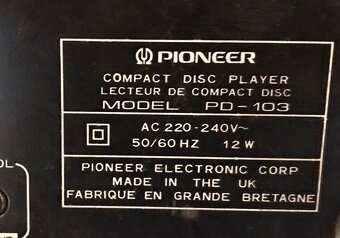 PIONEER
COMPACT DISC PLAYER
LECTEUR DE COMPACT DISC
MODEL PD-103
AC 220-240V~
50/60 HZ 12 W
PIONEER ELECTRONIC CORP
MADE IN THE UK
FABRIQUE EN GRANDE BRETAGNE
OL